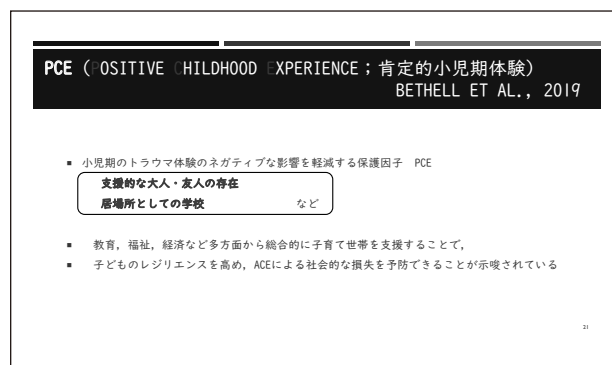 PCE (POSITIVE CHILDHOOD EXPERIENCE；肯定的小児期体験)
BETHELL ET AL., 2019
▪ 小児期のトラウマ体験のネガティブな影響を軽減する保護因子　PCE
支援的な大人・友人の存在
居場所としての学校　など
▪ 教育，福祉，経済など多方面から総合的に子育て世帯を支援することで，
▪ 子どものレジリエンスを高め，ACEによる社会的な損失を予防できることが示唆されている
21